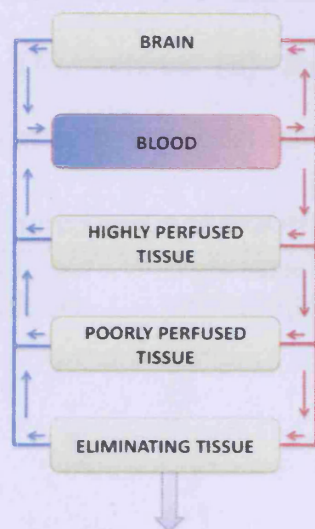 BRAIN
BLOOD
HIGHLY PERFUSED
TISSUE
POORLY PERFUSED
TISSUE
ELIMINATING TISSUE